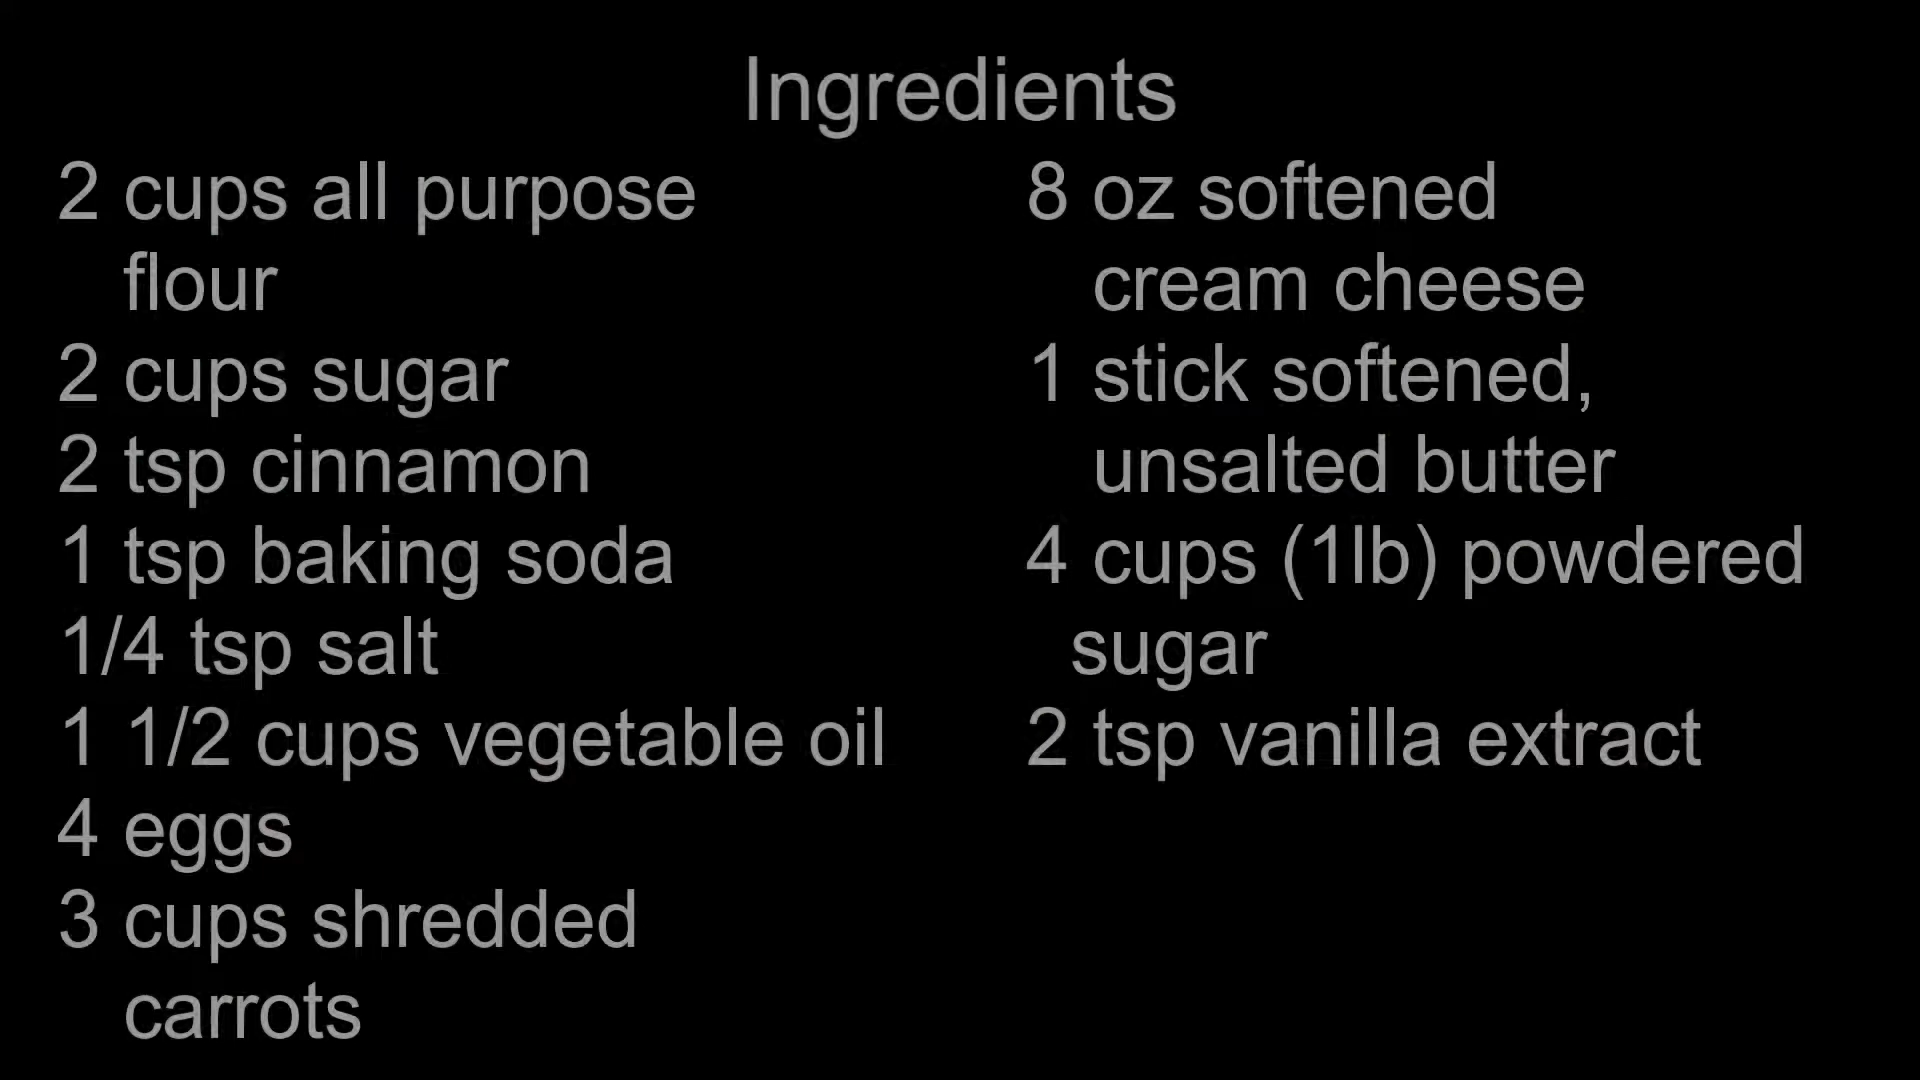 Ingredients
2 cups all purpose
flour
2 cups sugar
2 tsp cinnamon
1 tsp baking soda
1/4 tsp salt
1 1/2 cups vegetable oil
4 eggs
3 cups shredded
carrots
8 oz softened
cream cheese
1 stick softened,
unsalted butter
4 cups (1lb) powdered
sugar
2 tsp vanilla extract